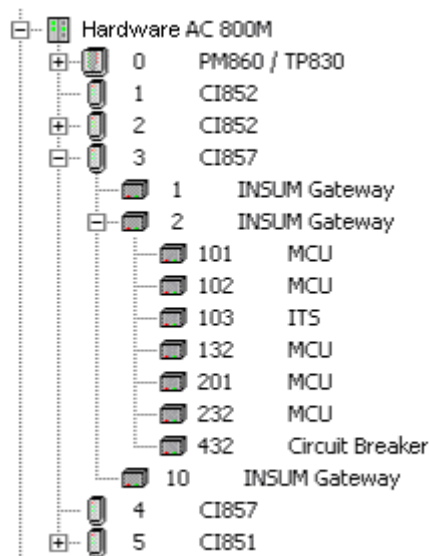 Hardware AC 800M
0 PM860 / TP830
1 CI852
2 CI852
3 CI857
1 INSUM Gateway
2 INSUM Gateway
101 MCU
102 MCU
103 ITS
132 MCU
201 MCU
232 MCU
432 Circuit Breaker
10 INSUM Gateway
4 CI857
5 CI851